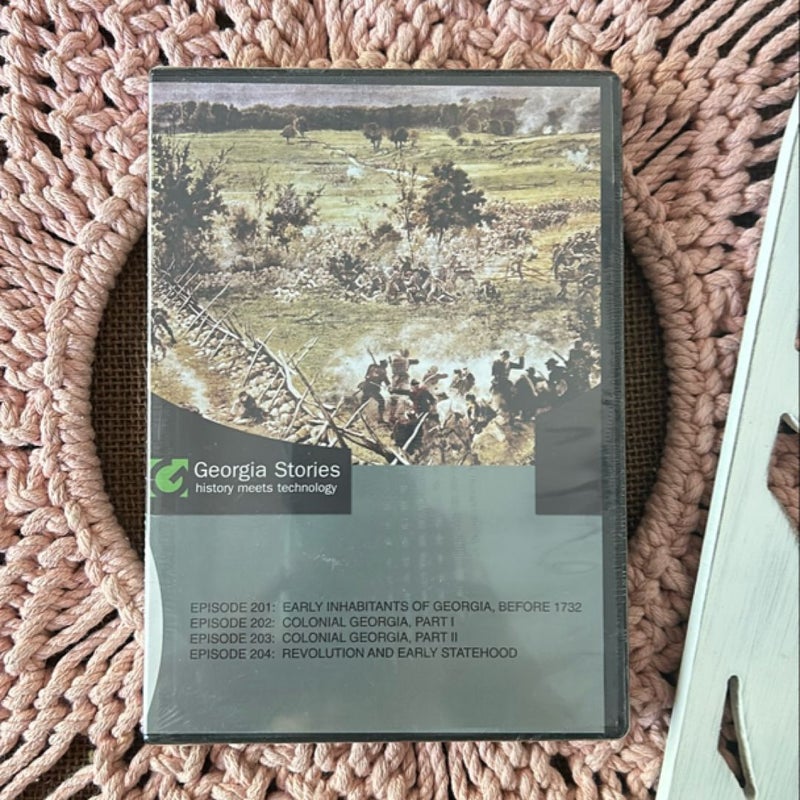 Georgia Stories
history meets technology
EPISODE 201: EARLY INHABITANTS OF GEORGIA, BEFORE 1732
EPISODE 202: COLONIAL GEORGIA, PART I
EPISODE 203: COLONIAL GEORGIA, PART II
EPISODE 204: REVOLUTION AND EARLY STATEHOOD